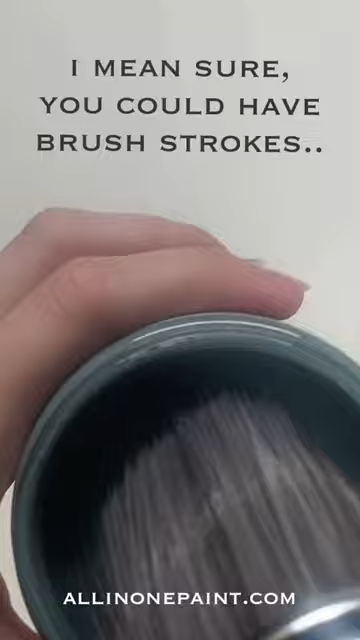 I MEAN SURE,
YOU COULD HAVE
BRUSH STROKES..
ALLINONEPAINT.COM